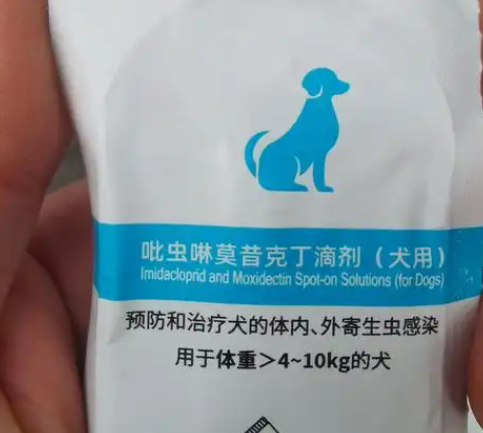 吡虫啉莫昔克丁滴剂（犬用）
Imidacloprid and Moxidectin Spot-on Solutions (for Dogs)
预防和治疗犬的体内、外寄生虫感染
用于体重＞4~10kg的犬